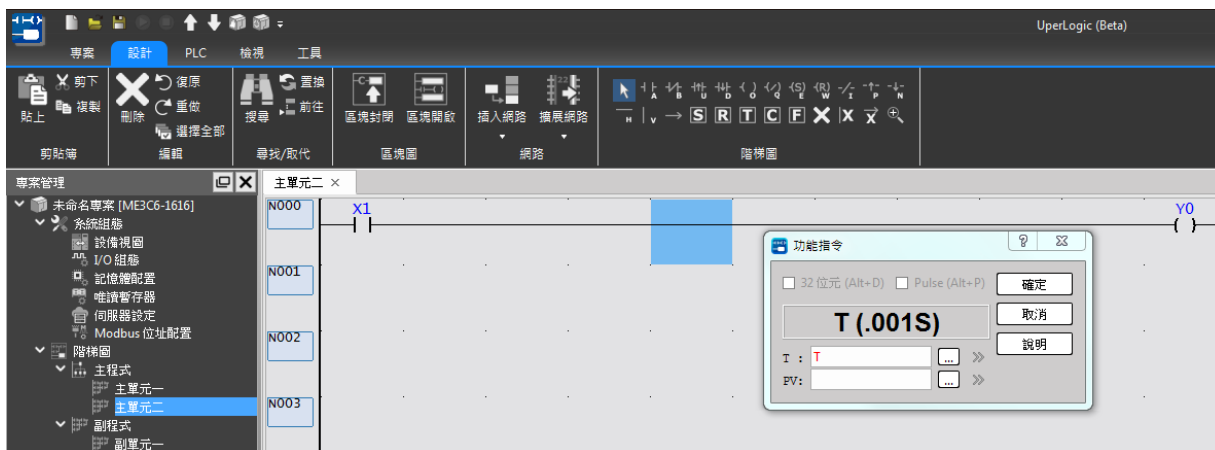 UperLogic (Beta)
專案 設計 PLC 檢視 工具
剪下 復原 置換
貼上 複製 刪除 重做 搜尋 前往 區塊封閉 區塊開啟 插入網路 擴展網路
選擇全部
剪貼簿 編輯 尋找/取代 區塊圖 網路 階梯圖
專案管理 主單元二 ×
未命名專案 [ME3C6-1616]
系統組態
設備視圖
I/O 組態
記憶體配置
唯讀暫存器
伺服器設定
Modbus 位址配置
階梯圖
主程式
主單元一
主單元二
副程式
副單元一
N000 X1 Y0
N001
N002
N003
功能指令
32 位元 (Alt+D) Pulse (Alt+P) 確定
T (.001S) 取消
說明
T : T ...
PV: ...